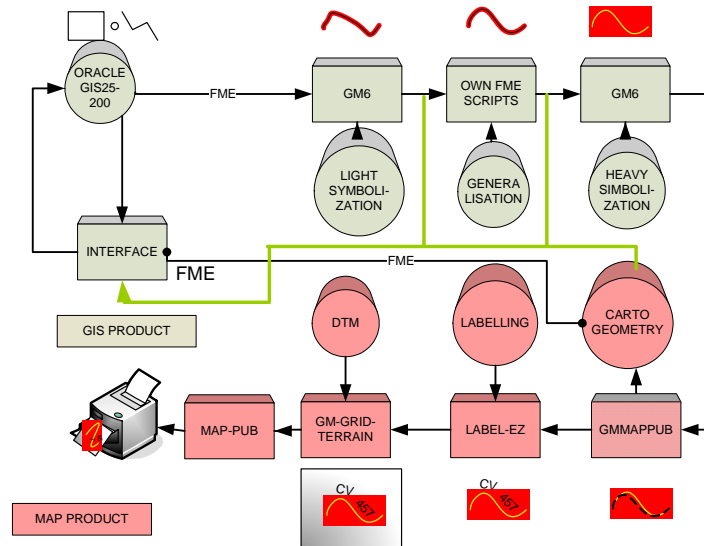 ORACLE
GIS25-
200
FME
GM6
OWN FME
SCRIPTS
GM6
LIGHT
SYMBOLI
ZATION
GENERA
LISATION
HEAVY
SIMBOLI-
ZATION
INTERFACE
FME
FME
GIS PRODUCT
DTM
LABELLING
CARTO
GEOMETRY
MAP-PUB
GM-GRID-
TERRAIN
LABEL-EZ
GMMAPPUB
MAP PRODUCT
CV
457
CV
457